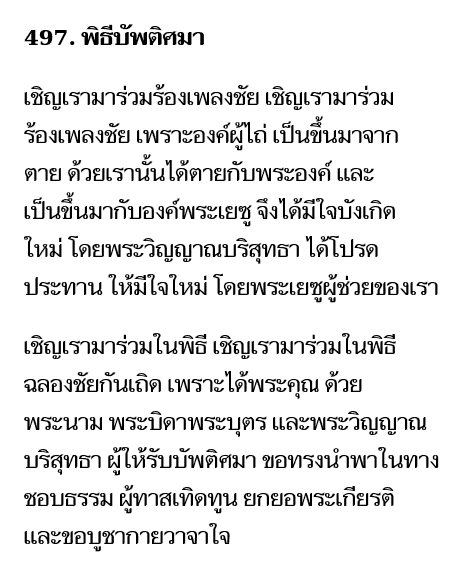 497. พิธีบัพติศมา
เชิญเรามาร่วมร้องเพลงชัย เชิญเรามาร่วม
ร้องเพลงชัย เพราะองค์ผู้ไถ่ เป็นขึ้นมาจาก
ตาย ด้วยเรานั้นได้ตายกับพระองค์ และ
เป็นขึ้นมากับองค์พระเยซู จึงได้มีใจบังเกิด
ใหม่ โดยพระวิญญาณบริสุทธา ได้โปรด
ประทาน ให้มีใจใหม่ โดยพระเยซูผู้ช่วยของเรา
เชิญเรามาร่วมในพิธี เชิญเรามาร่วมในพิธี
ฉลองชัยกันเถิด เพราะได้พระคุณ ด้วย
พระนาม พระบิดาพระบุตร และพระวิญญาณ
บริสุทธา ผู้ให้รับบัพติศมา ขอทรงนำพาในทาง
ชอบธรรม ผู้ทาสเทิดทูน ยกยอพระเกียรติ
และขอบูชากายวาจาใจ